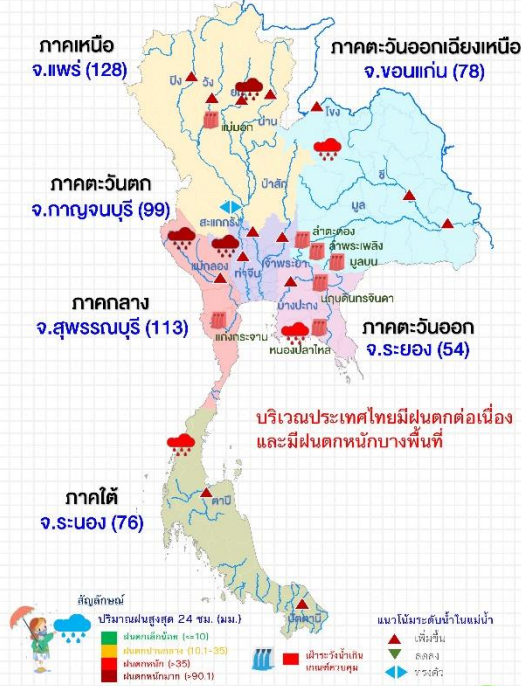 ภาคเหนือ
จ.แพร่ (128)
ภาคตะวันออกเฉียงเหนือ
จ.ขอนแก่น (78)
ปิง
วัง
ยม
น่าน
แม่มอก
โขง
ภาคตะวันตก
จ.กาญจนบุรี (99)
ป่าสัก
ชี
มูล
สะแกกรัง
ลำตะคอง
ลำพระเพลิง
มูลบน
แม่กลอง
ท่าจีน
เจ้าพระยา
บางปะกง
นฤบดินทรจินดา
ภาคกลาง
จ.สุพรรณบุรี (113)
แก่งกระจาน
หนองปลาไหล
ภาคตะวันออก
จ.ระยอง (54)
บริเวณประเทศไทยมีฝนตกต่อเนื่อง
และมีฝนตกหนักบางพื้นที่
ภาคใต้
จ.ระนอง (76)
ตาปี
ปัตตานี
สัญลักษณ์
ปริมาณฝนสูงสุด 24 ชม. (มม.)
ฝนตกเล็กน้อย (<=10)
ฝนตกปานกลาง (10.1-35)
ฝนตกหนัก (>35)
ฝนตกหนักมาก (>90.1)
เฝ้าระวังน้ำเกิน
เกณฑ์ควบคุม
แนวโน้มระดับน้ำในแม่น้ำ
เพิ่มขึ้น
ลดลง
ทรงตัว